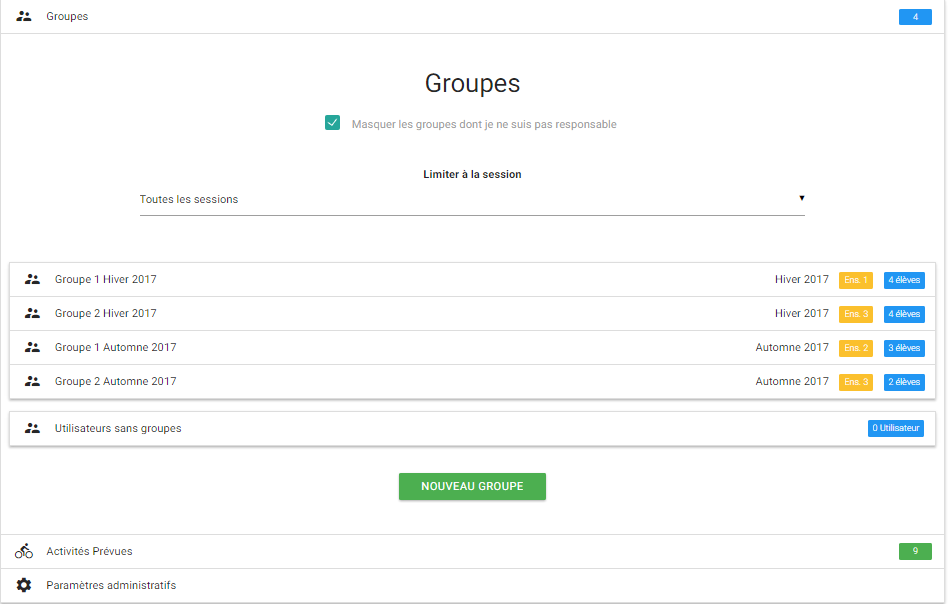 Groupes 4
Groupes
Masquer les groupes dont je ne suis pas responsable
Limiter à la session
Toutes les sessions
Groupe 1 Hiver 2017 Hiver 2017 Ens. 1 4 élèves
Groupe 2 Hiver 2017 Hiver 2017 Ens. 3 4 élèves
Groupe 1 Automne 2017 Automne 2017 Ens. 2 3 élèves
Groupe 2 Automne 2017 Automne 2017 Ens. 3 2 élèves
Utilisateurs sans groupes 0 Utilisateur
NOUVEAU GROUPE
Activités Prévues 9
Paramètres administratifs